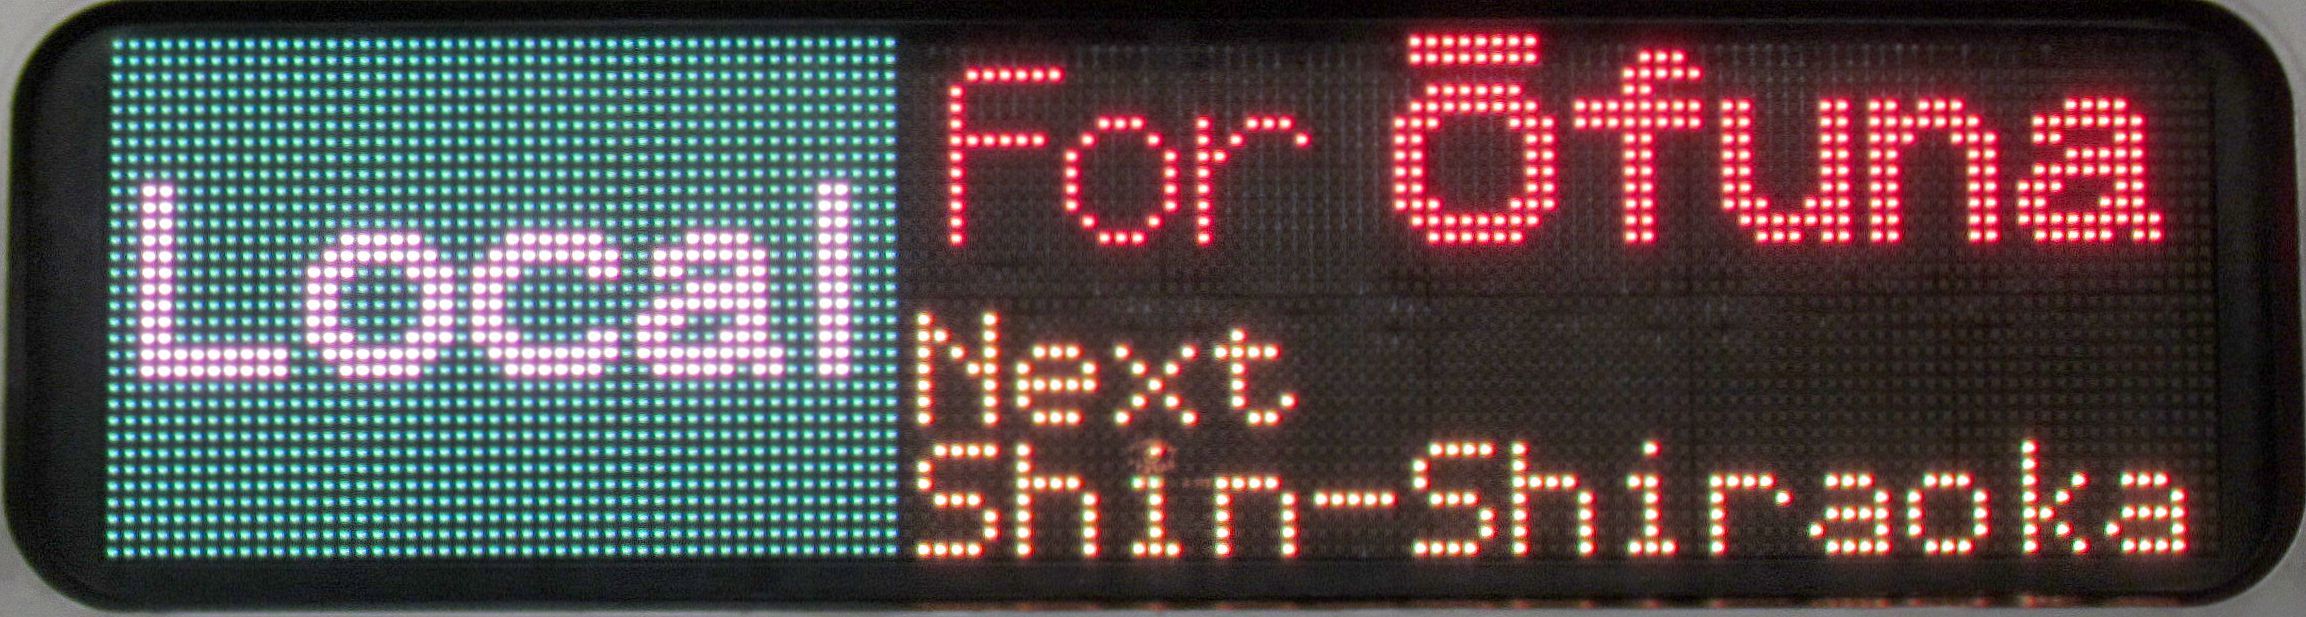 Local
For Ōfuna
Next
Shin-Shiraoka